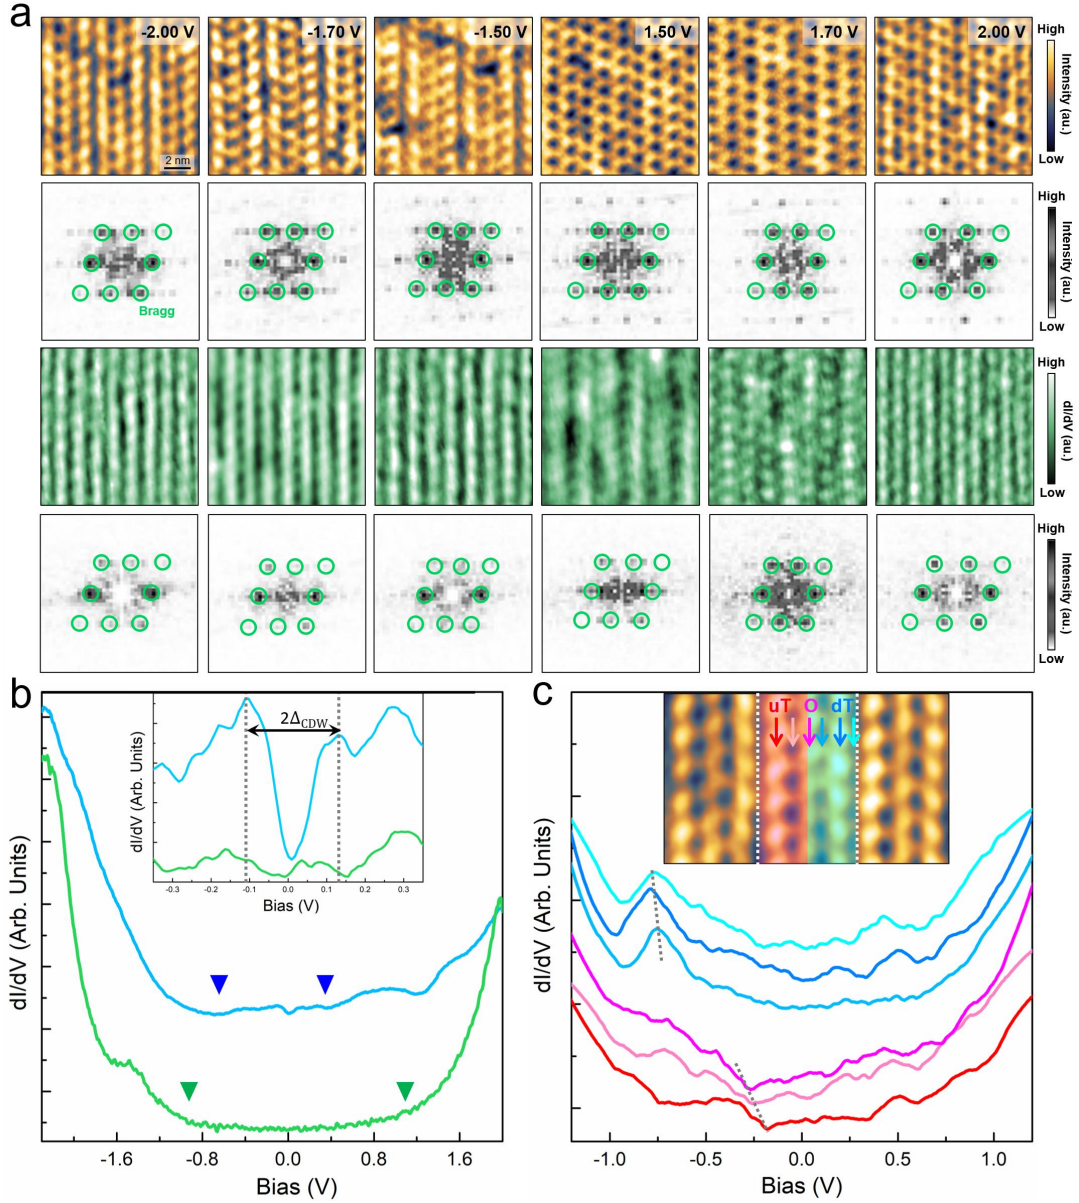 a
-2.00 V
-1.70 V
-1.50 V
1.50 V
1.70 V
2.00 V
2 nm
High
Intensity (au.)
Low
Bragg
High
Intensity (au.)
Low
High
dI/dV (au.)
Low
High
Intensity (au.)
Low
b
dI/dV (Arb. Units)
2ΔCDW
dI/dV (Arb. Units)
-0.3 -0.2 -0.1 0.0 0.1 0.2 0.3
Bias (V)
-1.6 -0.8 0.0 0.8 1.6
Bias (V)
c
uT O dT
dI/dV (Arb. Units)
-1.0 -0.5 0.0 0.5 1.0
Bias (V)